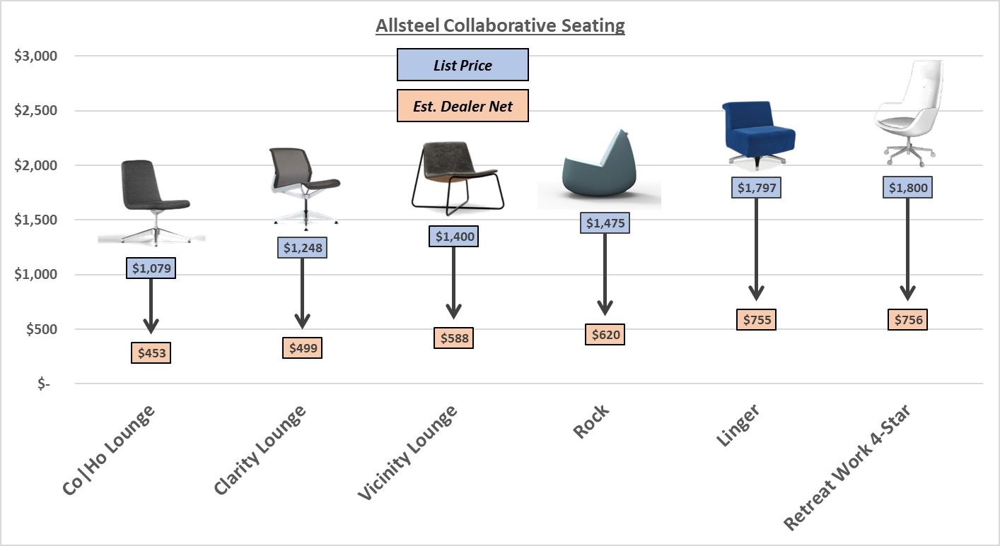 Allsteel Collaborative Seating
$3,000
$2,500
$2,000
$1,500
$1,000
$500
$-
List Price
Est. Dealer Net
$1,079
$1,248
$1,400
$1,475
$1,797
$1,800
$453
$499
$588
$620
$755
$756
Co|Ho Lounge
Clarity Lounge
Vicinity Lounge
Rock
Linger
Retreat Work 4-Star